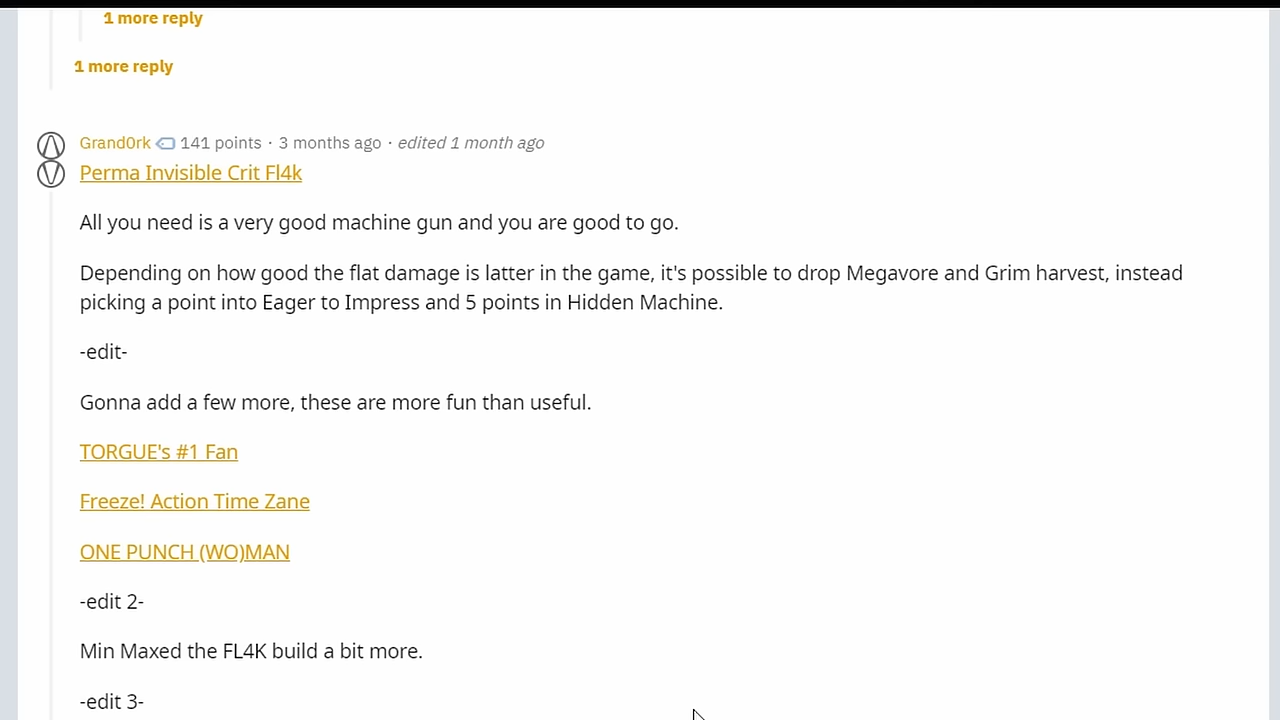 1 more reply
1 more reply
Grand0rk 141 points · 3 months ago · edited 1 month ago
Perma Invisible Crit Fl4k
All you need is a very good machine gun and you are good to go.
Depending on how good the flat damage is latter in the game, it's possible to drop Megavore and Grim harvest, instead
picking a point into Eager to Impress and 5 points in Hidden Machine.
-edit-
Gonna add a few more, these are more fun than useful.
TORGUE's #1 Fan
Freeze! Action Time Zane
ONE PUNCH (WO)MAN
-edit 2-
Min Maxed the FL4K build a bit more.
-edit 3-